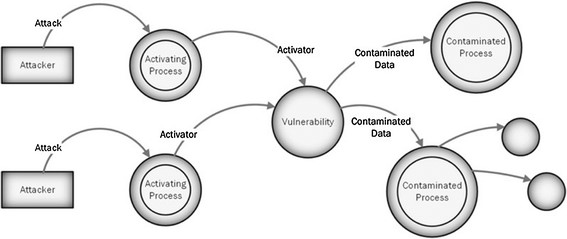 Attack
Attacker
Activating
Process
Activator
Vulnerability
Contaminated
Data
Contaminated
Process
Attack
Attacker
Activating
Process
Activator
Contaminated
Data
Contaminated
Process